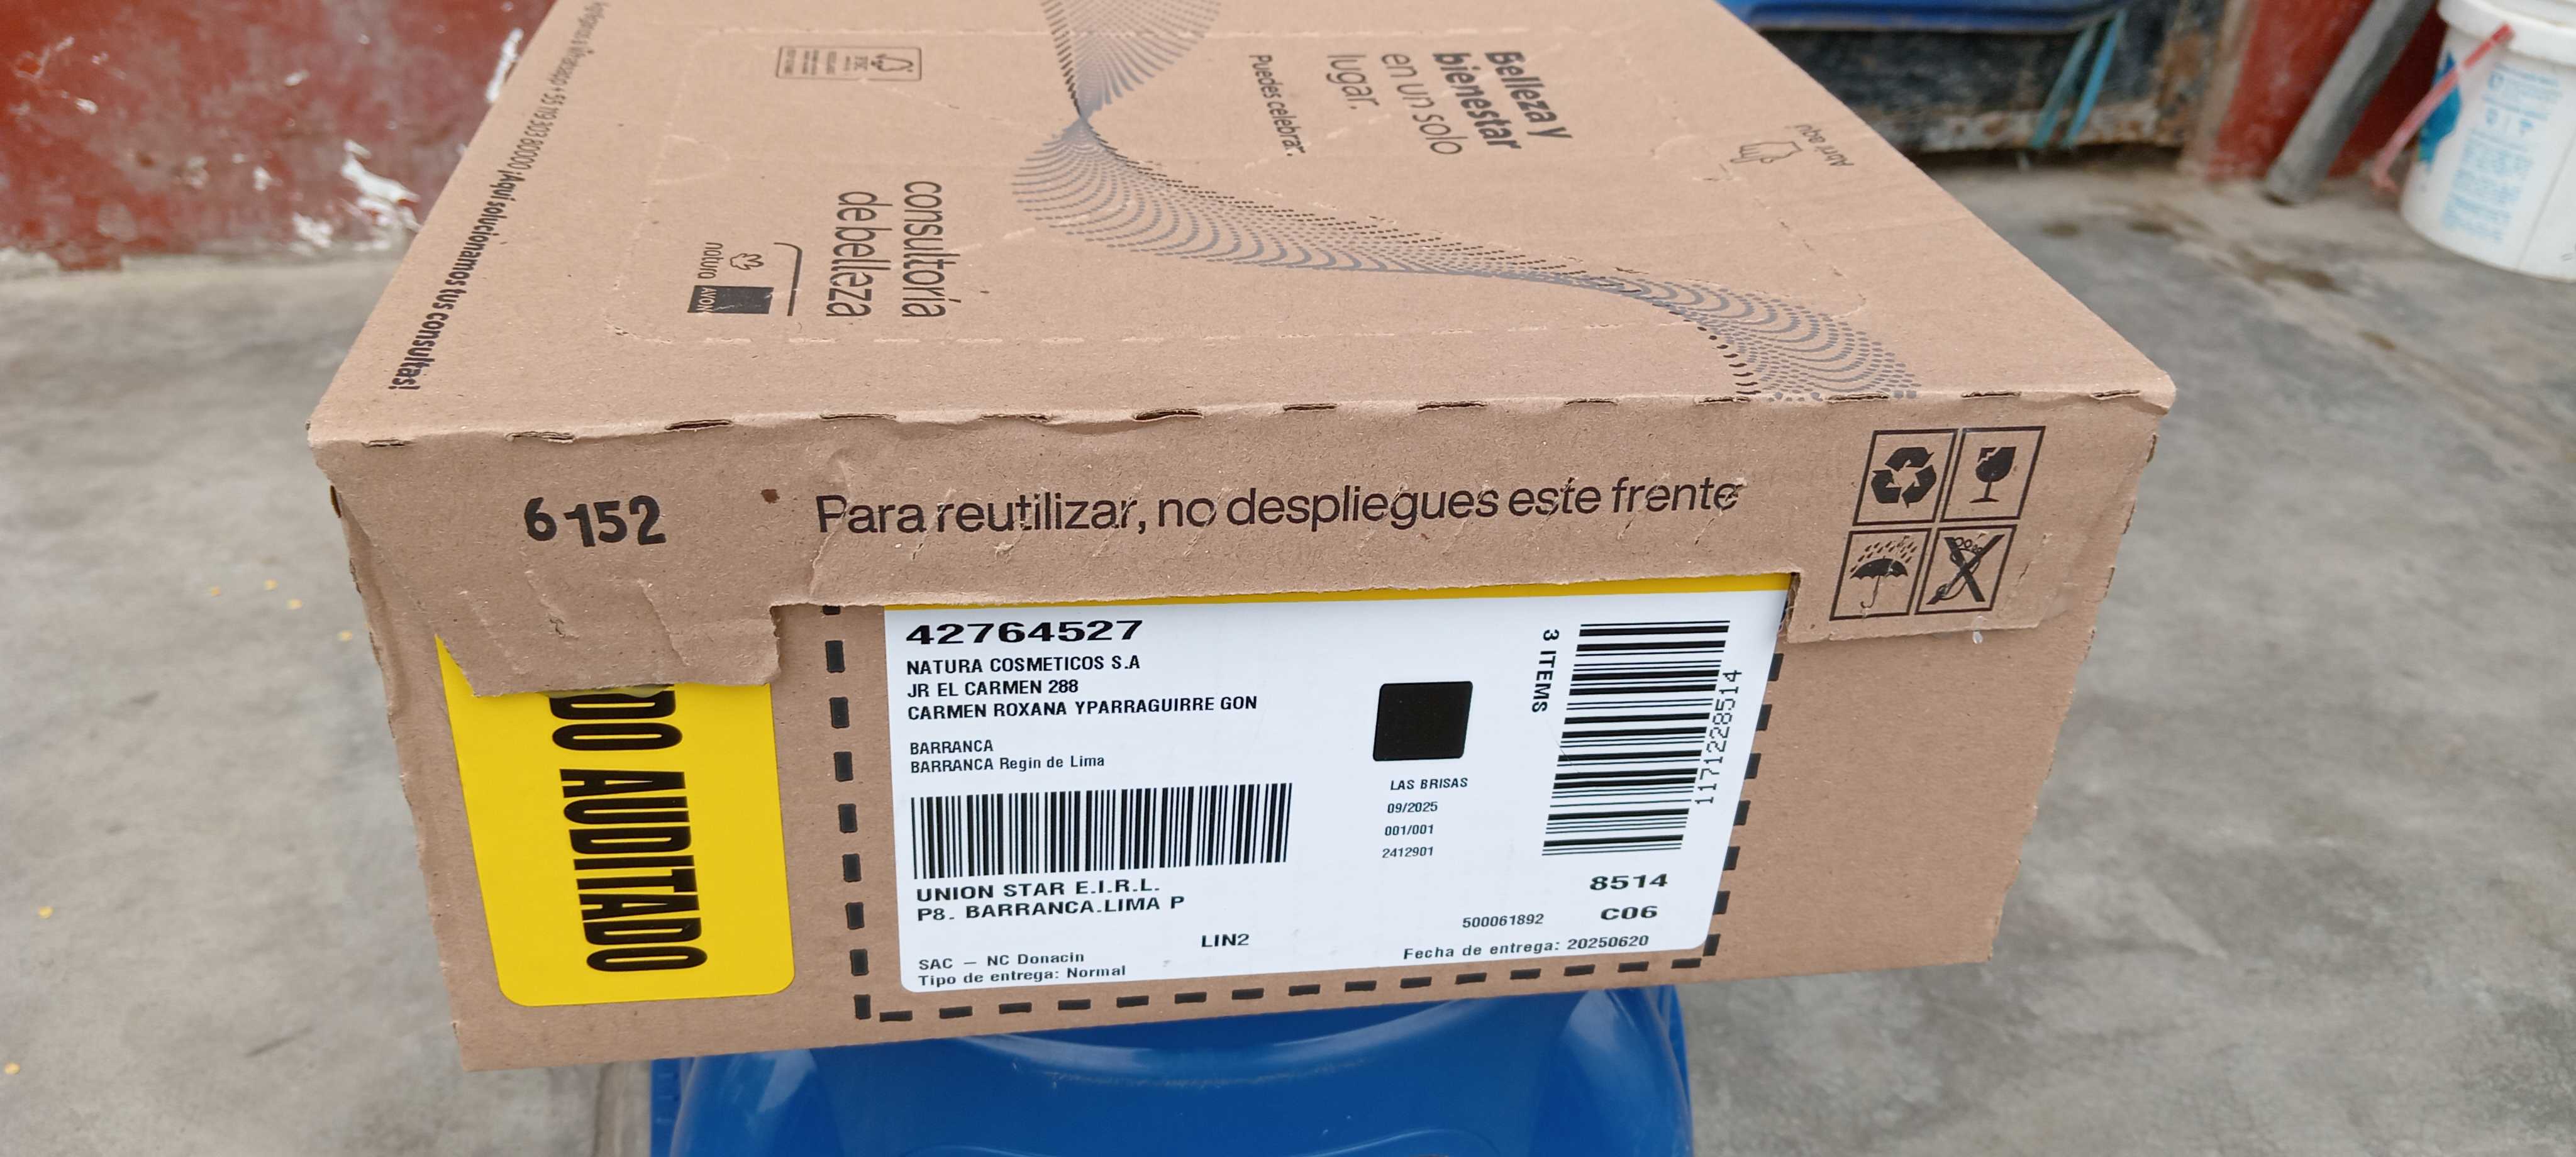 Belleza y
bienestar
en un solo
lugar.
Puedes celebrar.
Abrí aquí
FSC
consultoría
de belleza
natura
AVON
¡Aquí solucionamos tus consultas!
6152
Para reutilizar, no despliegues este frente
DO AUDITADO
42764527
NATURA COSMETICOS S.A
JR EL CARMEN 288
CARMEN ROXANA YPARRAGUIRRE GON
BARRANCA
BARRANCA Regin de Lima
UNION STAR E.I.R.L.
P8. BARRANCA.LIMA P
LIN2
SAC – NC Donacin
Tipo de entrega: Normal
3 ITEMS
1171228514
LAS BRISAS
09/2025
001/001
2412901
8514
C06
500061892
Fecha de entrega: 20250620